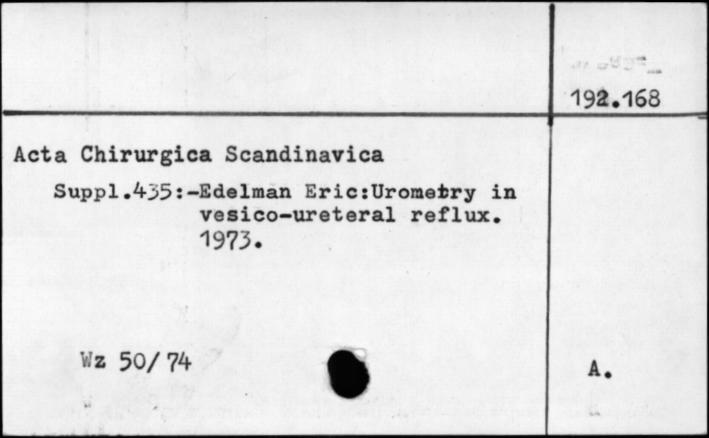 192.168
Acta Chirurgica Scandinavica
Suppl.435:-Edelman Eric:Urometry in
vesico-ureteral reflux.
1973.
Wz 50/74
A.